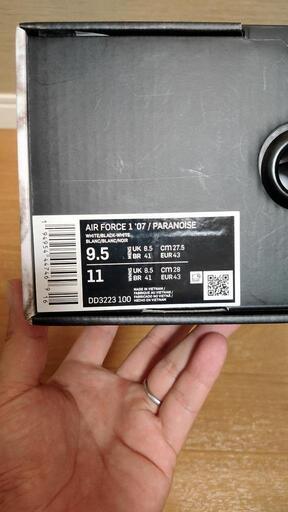 AIR FORCE 1 '07 / PARANOISE
WHITE/BLACK-WHITE
BLANC/BLANC/NOIR
9.5 MENS UK 8.5 CM 27.5
BR 41 EUR 43
11 WMNS UK 8.5 CM 28
BR 41 EUR 43
DD3223 100
MADE IN VIETNAM /
FABRIQUÉ AU VIETNAM /
FABRICADO NO VIETNÃ /
HECHO EN VIETNAM